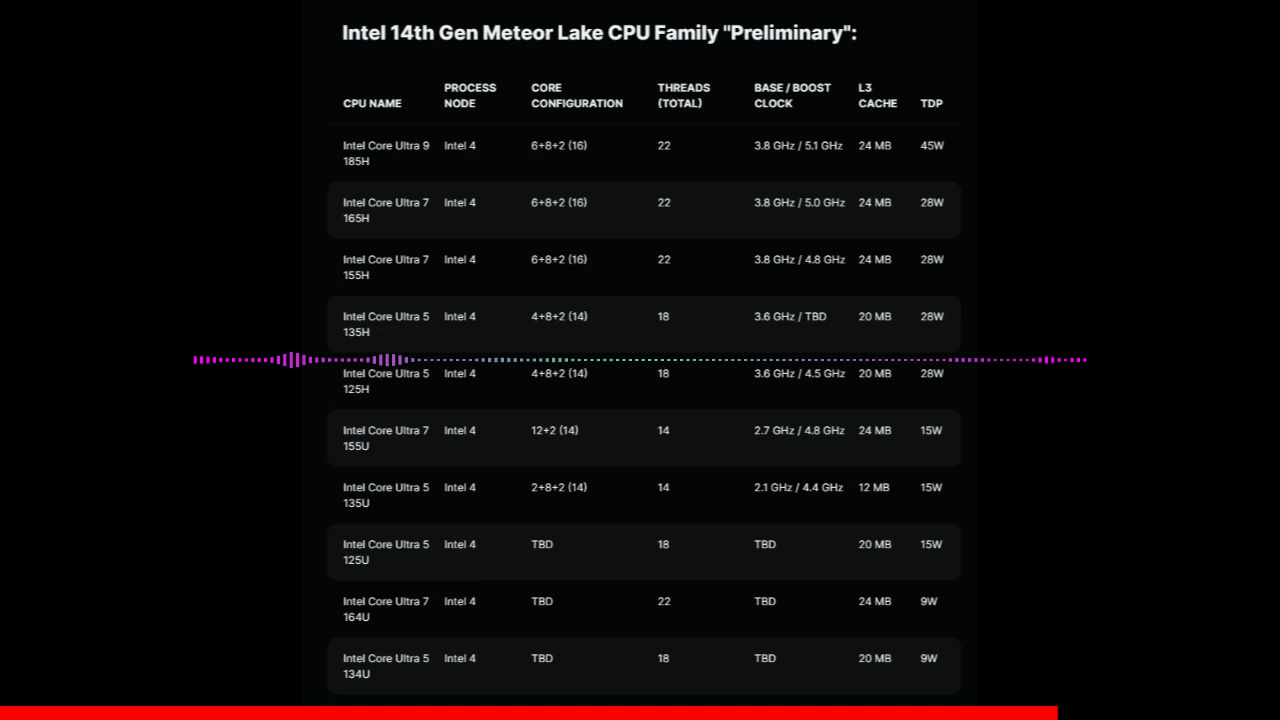 Intel 14th Gen Meteor Lake CPU Family "Preliminary":
CPU NAME PROCESS NODE CORE CONFIGURATION THREADS (TOTAL) BASE / BOOST CLOCK L3 CACHE TDP
Intel Core Ultra 9 185H Intel 4 6+8+2 (16) 22 3.8 GHz / 5.1 GHz 24 MB 45W
Intel Core Ultra 7 165H Intel 4 6+8+2 (16) 22 3.8 GHz / 5.0 GHz 24 MB 28W
Intel Core Ultra 7 155H Intel 4 6+8+2 (16) 22 3.8 GHz / 4.8 GHz 24 MB 28W
Intel Core Ultra 5 135H Intel 4 4+8+2 (14) 18 3.6 GHz / TBD 20 MB 28W
Intel Core Ultra 5 125H Intel 4 4+8+2 (14) 18 3.6 GHz / 4.5 GHz 20 MB 28W
Intel Core Ultra 7 155U Intel 4 12+2 (14) 14 2.7 GHz / 4.8 GHz 24 MB 15W
Intel Core Ultra 5 135U Intel 4 2+8+2 (14) 14 2.1 GHz / 4.4 GHz 12 MB 15W
Intel Core Ultra 5 125U Intel 4 TBD 18 TBD 20 MB 15W
Intel Core Ultra 7 164U Intel 4 TBD 22 TBD 24 MB 9W
Intel Core Ultra 5 134U Intel 4 TBD 18 TBD 20 MB 9W